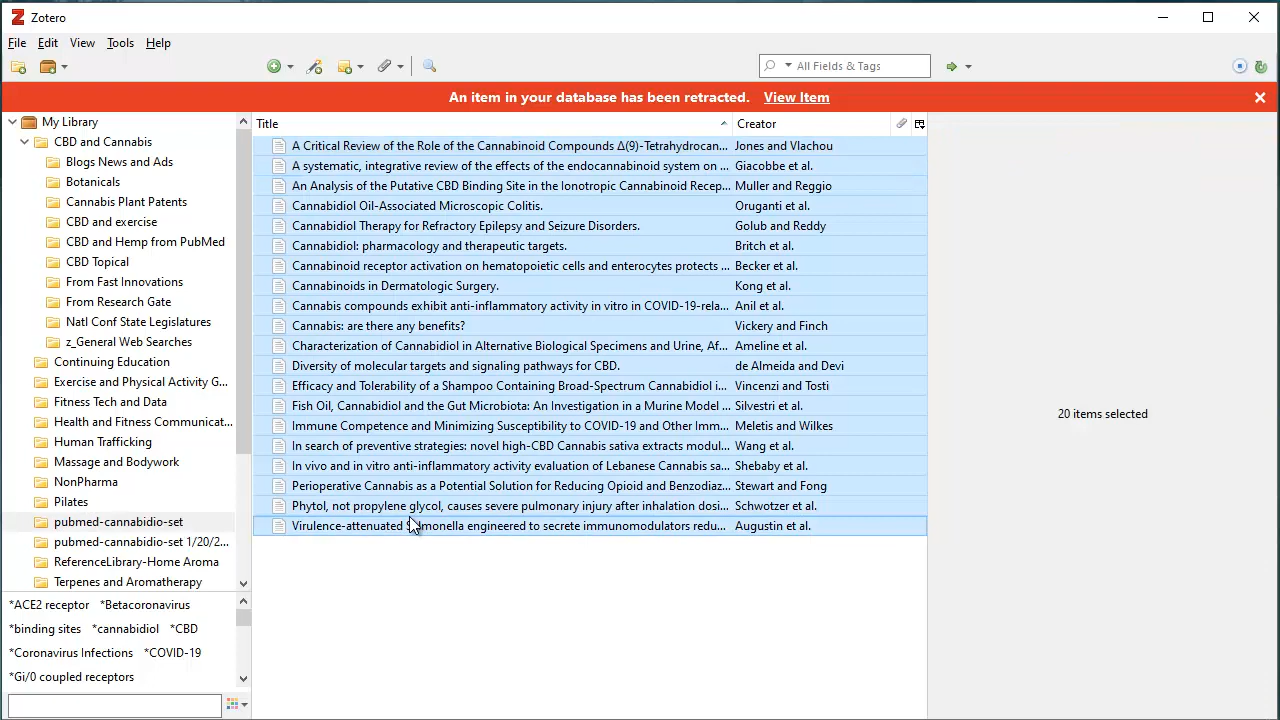 Zotero
File Edit View Tools Help
All Fields & Tags
An item in your database has been retracted. View Item
My Library
CBD and Cannabis
Blogs News and Ads
Botanicals
Cannabis Plant Patents
CBD and exercise
CBD and Hemp from PubMed
CBD Topical
From Fast Innovations
From Research Gate
Natl Conf State Legislatures
z_General Web Searches
Continuing Education
Exercise and Physical Activity G...
Fitness Tech and Data
Health and Fitness Communicat...
Human Trafficking
Massage and Bodywork
NonPharma
Pilates
pubmed-cannabidio-set
pubmed-cannabidio-set 1/20/2...
ReferenceLibrary-Home Aroma
Terpenes and Aromatherapy
*ACE2 receptor *Betacoronavirus
*binding sites *cannabidiol *CBD
*Coronavirus Infections *COVID-19
*Gi/0 coupled receptors
Title Creator
A Critical Review of the Role of the Cannabinoid Compounds Δ(9)-Tetrahydrocan... Jones and Vlachou
A systematic, integrative review of the effects of the endocannabinoid system on ... Giacobbe et al.
An Analysis of the Putative CBD Binding Site in the Ionotropic Cannabinoid Recep... Muller and Reggio
Cannabidiol Oil-Associated Microscopic Colitis. Oruganti et al.
Cannabidiol Therapy for Refractory Epilepsy and Seizure Disorders. Golub and Reddy
Cannabidiol: pharmacology and therapeutic targets. Britch et al.
Cannabinoid receptor activation on hematopoietic cells and enterocytes protects ... Becker et al.
Cannabinoids in Dermatologic Surgery. Kong et al.
Cannabis compounds exhibit anti-inflammatory activity in vitro in COVID-19-rela... Anil et al.
Cannabis: are there any benefits? Vickery and Finch
Characterization of Cannabidiol in Alternative Biological Specimens and Urine, Af... Ameline et al.
Diversity of molecular targets and signaling pathways for CBD. de Almeida and Devi
Efficacy and Tolerability of a Shampoo Containing Broad-Spectrum Cannabidiol i... Vincenzi and Tosti
Fish Oil, Cannabidiol and the Gut Microbiota: An Investigation in a Murine Model ... Silvestri et al.
Immune Competence and Minimizing Susceptibility to COVID-19 and Other Imm... Meletis and Wilkes
In search of preventive strategies: novel high-CBD Cannabis sativa extracts modul... Wang et al.
In vivo and in vitro anti-inflammatory activity evaluation of Lebanese Cannabis sa... Shebaby et al.
Perioperative Cannabis as a Potential Solution for Reducing Opioid and Benzodiaz... Stewart and Fong
Phytol, not propylene glycol, causes severe pulmonary injury after inhalation dosi... Schwotzer et al.
Virulence-attenuated Salmonella engineered to secrete immunomodulators redu... Augustin et al.
20 items selected